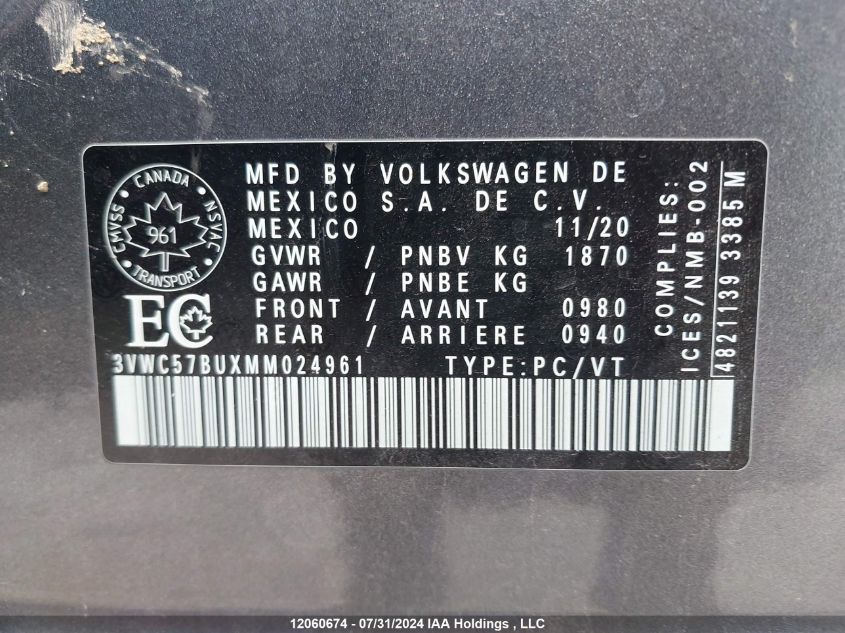 CMVSS CANADA NSVAC
961
TRANSPORT
EC
MFD BY VOLKSWAGEN DE
MEXICO S.A. DE C.V.
MEXICO 11/20
GVWR / PNBV KG 1870
GAWR / PNBE KG
FRONT / AVANT 0980
REAR / ARRIERE 0940
3VWC57BUXMM024961 TYPE:PC/VT
COMPLIES:
ICES/NMB-002
4821139 3385 M
12060674 - 07/31/2024 IAA Holdings , LLC